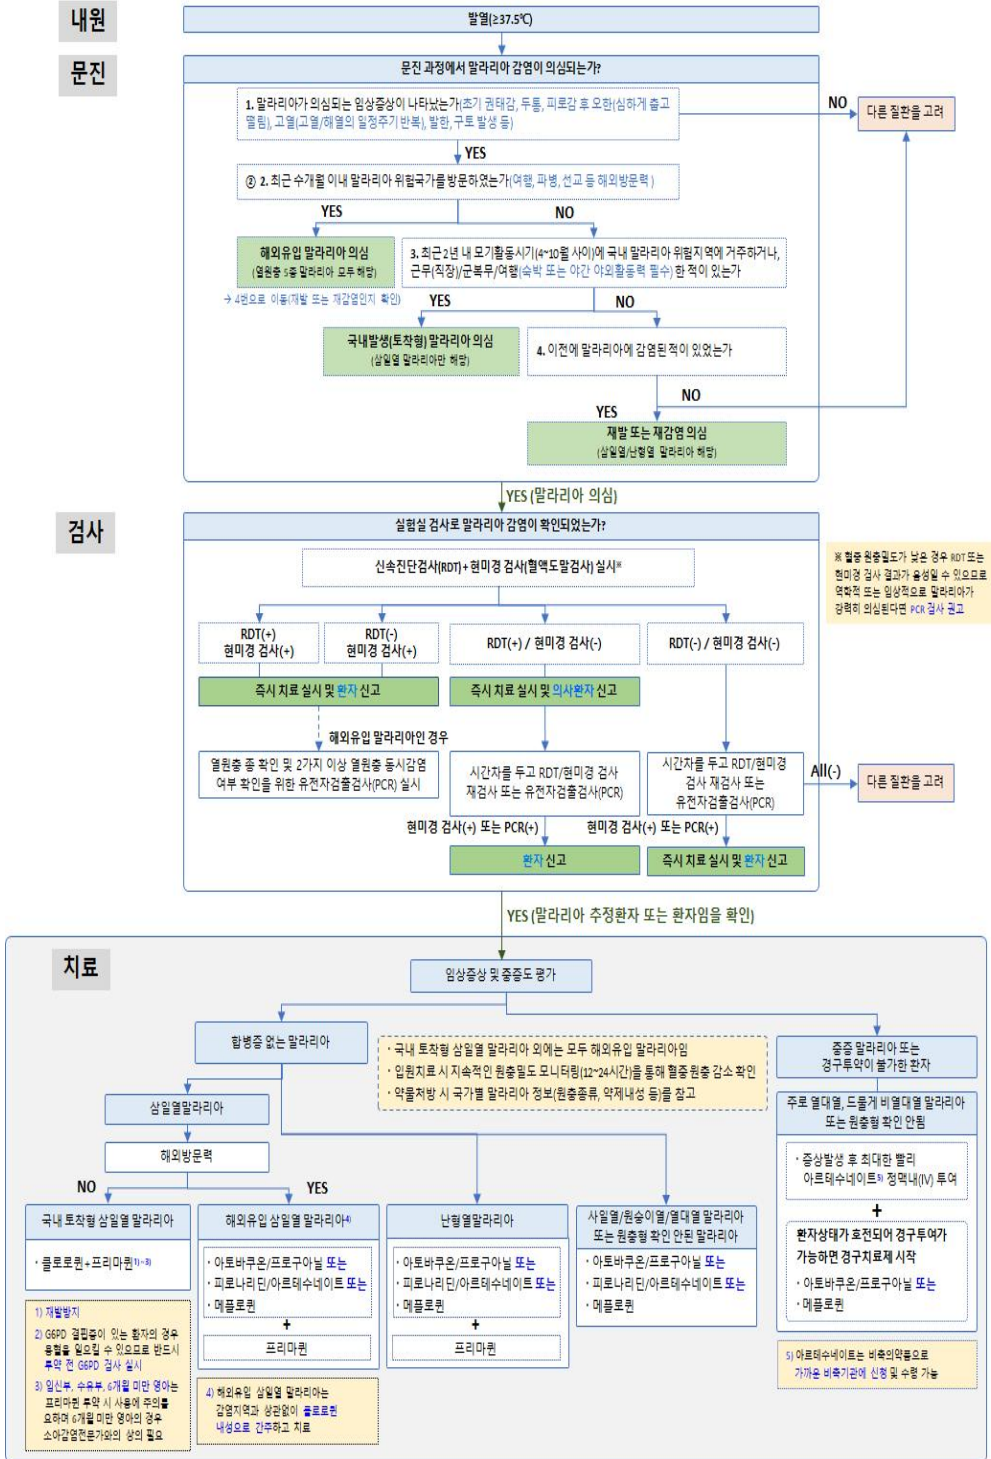 내원
발열(≥37.5℃)
문진
문진 과정에서 말라리아 감염이 의심되는가?
1. 말라리아가 의심되는 임상증상이 나타났는가(초기 권태감, 두통, 피로감 후 오한(심하게 춥고
떨림), 고열(고열/해열의 일정주기 반복), 발한, 구토 발생 등)
NO
다른 질환을 고려
YES
② 2. 최근 수개월 이내 말라리아 위험국가를 방문하였는가(여행, 파병, 선교 등 해외방문력)
YES
NO
해외유입 말라리아 의심
(열원충 5종 말라리아 모두 해당)
→ 4번으로 이동(재발 또는 재감염인지 확인)
3. 최근 2년 내 모기활동시기(4~10월 사이)에 국내 말라리아 위험지역에 거주하거나,
근무(직장)/군복무/여행(숙박 또는 야간 야외활동력 필수)한 적이 있는가
YES
NO
국내발생(토착형) 말라리아 의심
(삼일열 말라리아만 해당)
4. 이전에 말라리아에 감염된 적이 있었는가
NO
YES
재발 또는 재감염 의심
(삼일열/난형열 말라리아 해당)
YES (말라리아 의심)
검사
실험실 검사로 말라리아 감염이 확인되었는가?
신속진단검사(RDT) + 현미경 검사(혈액도말검사) 실시※
※ 혈중 원충밀도가 낮은 경우 RDT 또는
현미경 검사 결과가 음성일 수 있으므로
역학적 또는 임상적으로 말라리아가
강력히 의심된다면 PCR 검사 권고
RDT(+)
현미경 검사(+)
RDT(-)
현미경 검사(+)
RDT(+) / 현미경 검사(-)
RDT(-) / 현미경 검사(-)
즉시 치료 실시 및 환자 신고
즉시 치료 실시 및 의사환자 신고
해외유입 말라리아인 경우
열원충 종 확인 및 2가지 이상 열원충 동시감염
여부 확인을 위한 유전자검출검사(PCR) 실시
시간차를 두고 RDT/현미경 검사
재검사 또는 유전자검출검사(PCR)
시간차를 두고 RDT/현미경
검사 재검사 또는
유전자검출검사(PCR)
All(-)
다른 질환을 고려
현미경 검사(+) 또는 PCR(+)
현미경 검사(+) 또는 PCR(+)
환자 신고
즉시 치료 실시 및 환자 신고
YES (말라리아 추정환자 또는 환자임을 확인)
치료
임상증상 및 중증도 평가
합병증 없는 말라리아
· 국내 토착형 삼일열 말라리아 외에는 모두 해외유입 말라리아임
· 입원치료 시 지속적인 원충밀도 모니터링(12~24시간)을 통해 혈중원충 감소 확인
· 약물처방 시 국가별 말라리아 정보(원충종류, 약제내성 등)를 참고
중증 말라리아 또는
경구투약이 불가한 환자
삼일열말라리아
해외방문력
NO
YES
주로 열대열, 드물게 비열대열 말라리아
또는 원충형 확인 안됨
· 증상발생 후 최대한 빨리
아르테수네이트5) 정맥내(IV) 투여
+
환자상태가 호전되어 경구투여가
가능하면 경구치료제 시작
· 아토바쿠온/프로구아닐 또는
· 메플로퀸
국내 토착형 삼일열 말라리아
· 클로로퀸+프리마퀸1)~3)
해외유입 삼일열 말라리아4)
· 아토바쿠온/프로구아닐 또는
· 피로나리딘/아르테수네이트 또는
· 메플로퀸
+
프리마퀸
난형열말라리아
· 아토바쿠온/프로구아닐 또는
· 피로나리딘/아르테수네이트 또는
· 메플로퀸
+
프리마퀸
사일열/원숭이열/열대열 말라리아
또는 원충형 확인 안된 말라리아
· 아토바쿠온/프로구아닐 또는
· 피로나리딘/아르테수네이트 또는
· 메플로퀸
1) 재발방지
2) G6PD 결핍증이 있는 환자의 경우
용혈을 일으킬 수 있으므로 반드시
투약 전 G6PD 검사 실시
3) 임신부, 수유부, 6개월 미만 영아는
프리마퀸 투약 시 사용에 주의를
요하며 6개월 미만 영아의 경우
소아감염전문가와의 상의 필요
4) 해외유입 삼일열 말라리아는
감염지역과 상관없이 클로로퀸
내성으로 간주하고 치료
5) 아르테수네이트는 비축의약품으로
가까운 비축기관에 신청 및 수령 가능